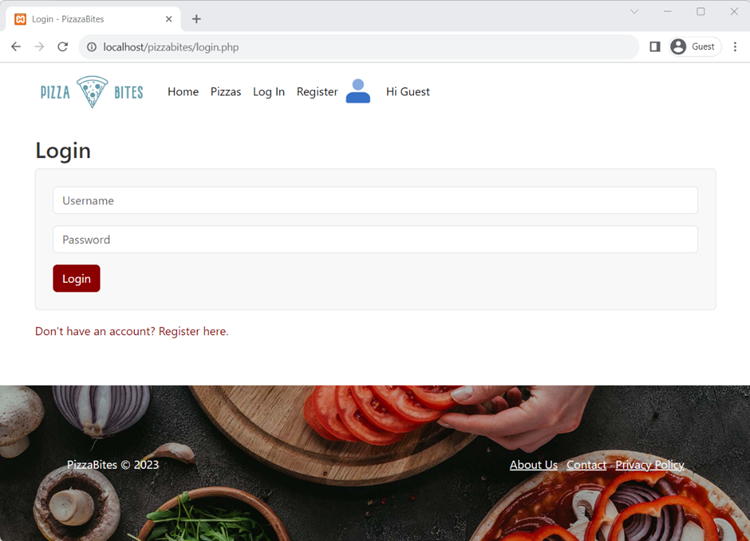 Login - PizazaBites
localhost/pizzabites/login.php
Guest
PIZZA BITES
Home Pizzas Log In Register Hi Guest
Login
Username
Password
Login
Don't have an account? Register here.
PizzaBites © 2023
About Us Contact Privacy Policy